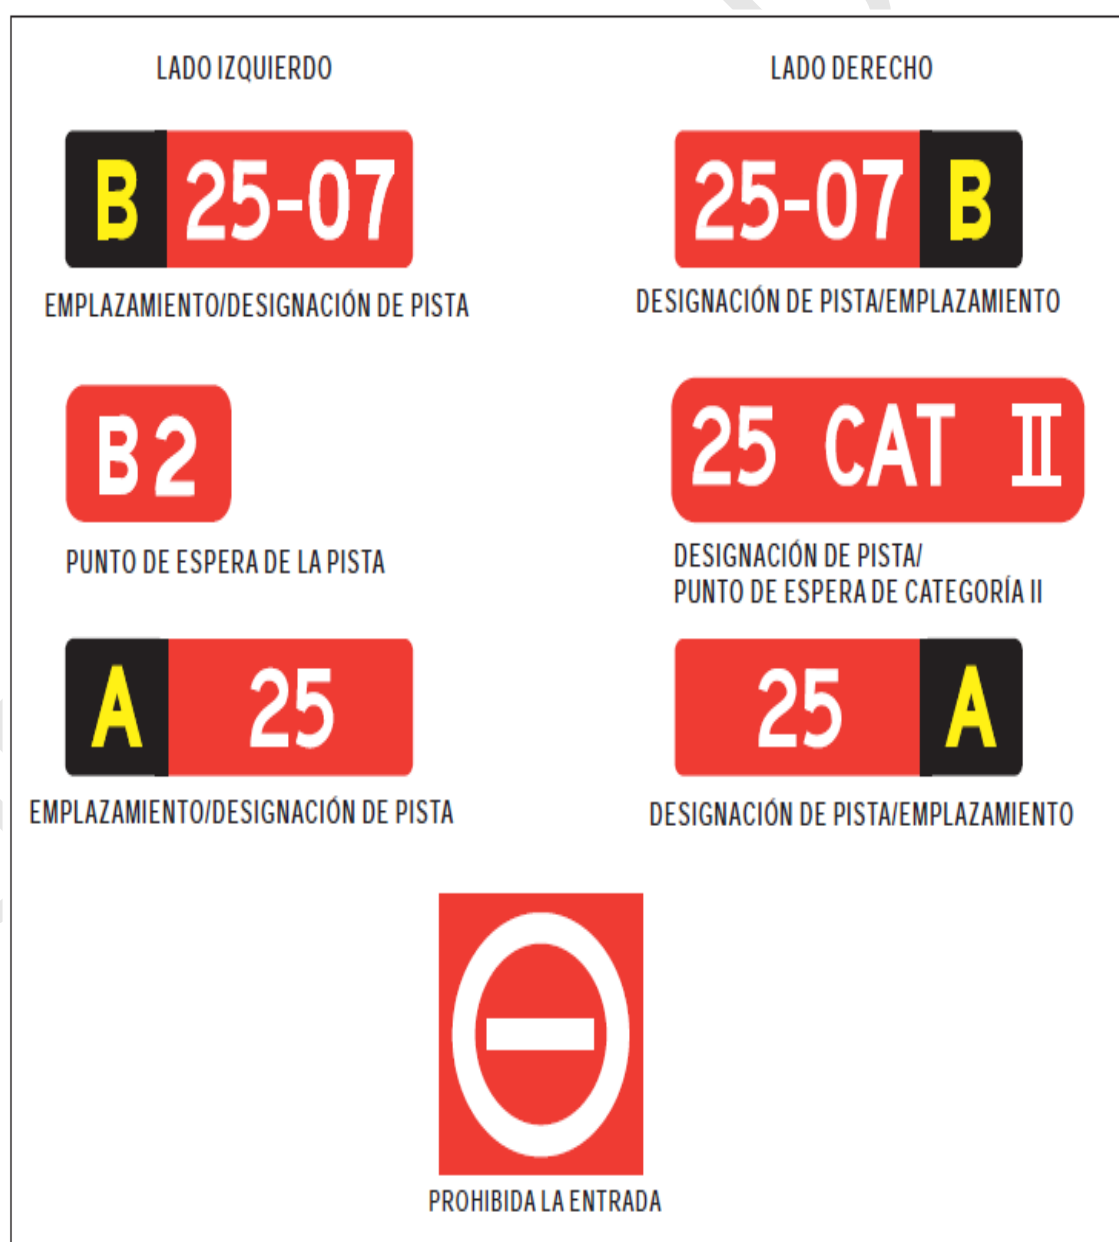 LADO IZQUIERDO
LADO DERECHO
B 25-07
25-07 B
EMPLAZAMIENTO/DESIGNACIÓN DE PISTA
DESIGNACIÓN DE PISTA/EMPLAZAMIENTO
B2
25 CAT II
PUNTO DE ESPERA DE LA PISTA
DESIGNACIÓN DE PISTA/
PUNTO DE ESPERA DE CATEGORÍA II
A 25
25 A
EMPLAZAMIENTO/DESIGNACIÓN DE PISTA
DESIGNACIÓN DE PISTA/EMPLAZAMIENTO
PROHIBIDA LA ENTRADA